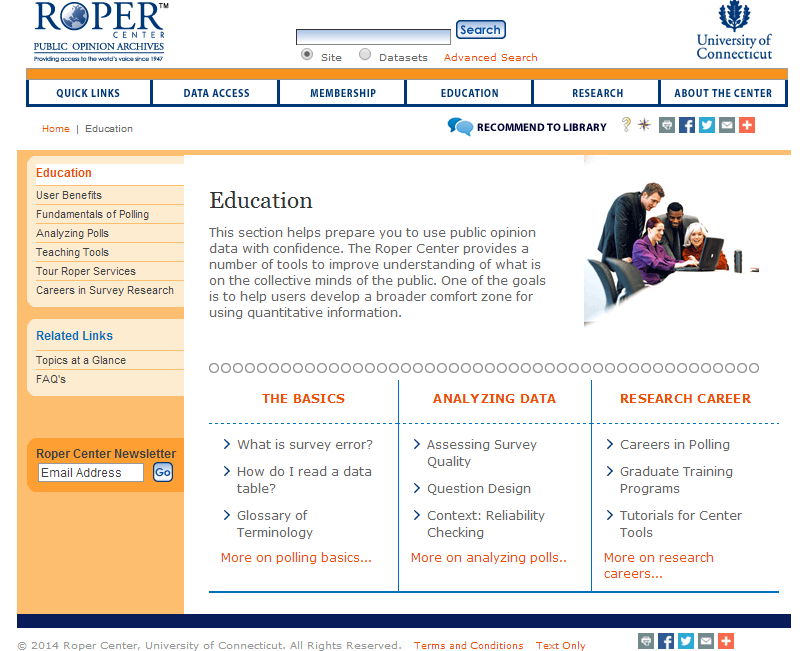 ROPER™
CENTER
PUBLIC OPINION ARCHIVES
Providing access to the world's voice since 1947
Search
Site Datasets Advanced Search
University of
Connecticut
QUICK LINKS DATA ACCESS MEMBERSHIP EDUCATION RESEARCH ABOUT THE CENTER
Home | Education
RECOMMEND TO LIBRARY
Education
User Benefits
Fundamentals of Polling
Analyzing Polls
Teaching Tools
Tour Roper Services
Careers in Survey Research
Related Links
Topics at a Glance
FAQ's
Roper Center Newsletter
Email Address Go
Education
This section helps prepare you to use public opinion
data with confidence. The Roper Center provides a
number of tools to improve understanding of what is
on the collective minds of the public. One of the goals
is to help users develop a broader comfort zone for
using quantitative information.
THE BASICS
What is survey error?
How do I read a data
table?
Glossary of
Terminology
More on polling basics...
ANALYZING DATA
Assessing Survey
Quality
Question Design
Context: Reliability
Checking
More on analyzing polls..
RESEARCH CAREER
Careers in Polling
Graduate Training
Programs
Tutorials for Center
Tools
More on research
careers...
© 2014 Roper Center, University of Connecticut. All Rights Reserved. Terms and Conditions Text Only